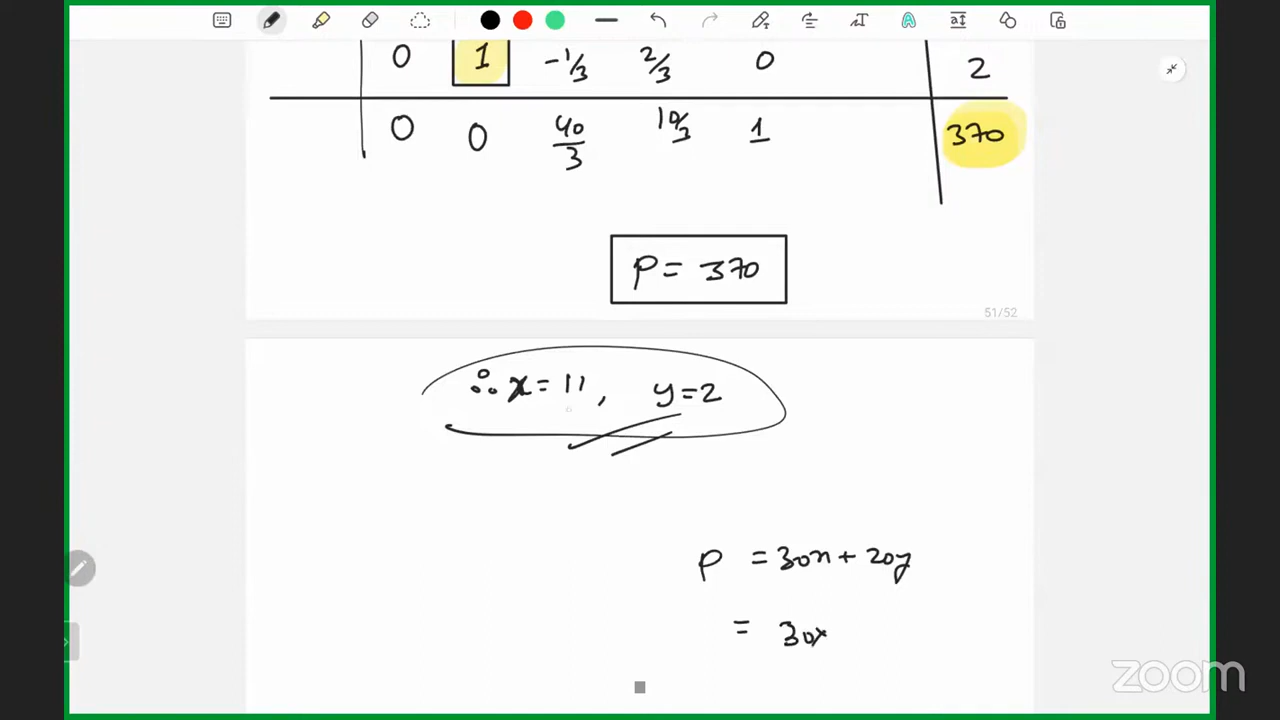 0 1 -1/3 2/3 0 2
0 0 40/3 10/3 1 370
P = 370
51/52
∴ x = 11, y = 2
P = 30x + 20y
= 30x
zoom